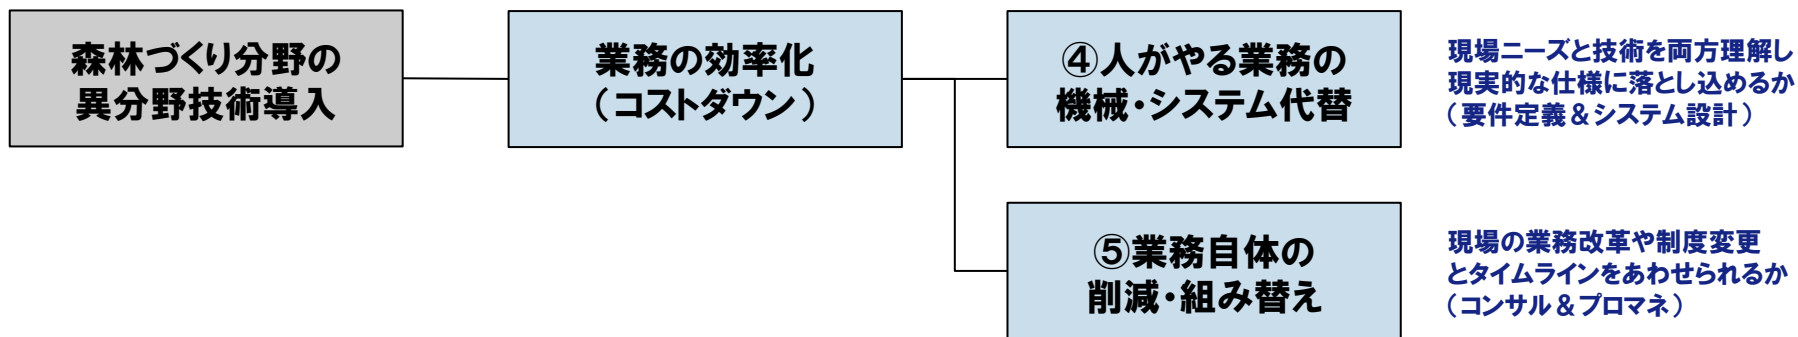 森林づくり分野の
異分野技術導入
業務の効率化
（コストダウン）
④人がやる業務の
機械・システム代替
現場ニーズと技術を両方理解し
現実的な仕様に落とし込めるか
（要件定義＆システム設計）
⑤業務自体の
削減・組み替え
現場の業務改革や制度変更
とタイムラインをあわせられるか
（コンサル＆プロマネ）